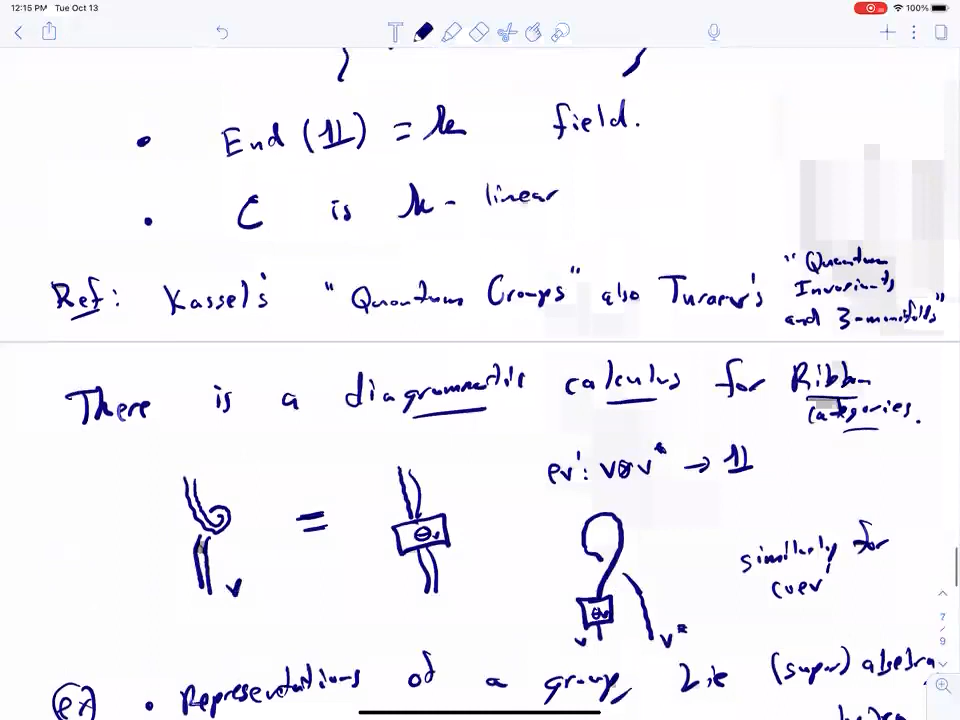 12:15 PM Tue Oct 13
100%
• End (𝟙) = k field.
• C is k-linear
Ref: Kassel's "Quantum Groups" also Turaev's "Quantum Invariants and 3-manifolds"
There is a diagrammatic calculus for Ribbon categories.
ev': V⊗V* → 𝟙
=
θv
V
similarly for coev'
θv
V V*
ex • Representations of a group, Lie (super) algebra
7
/
9